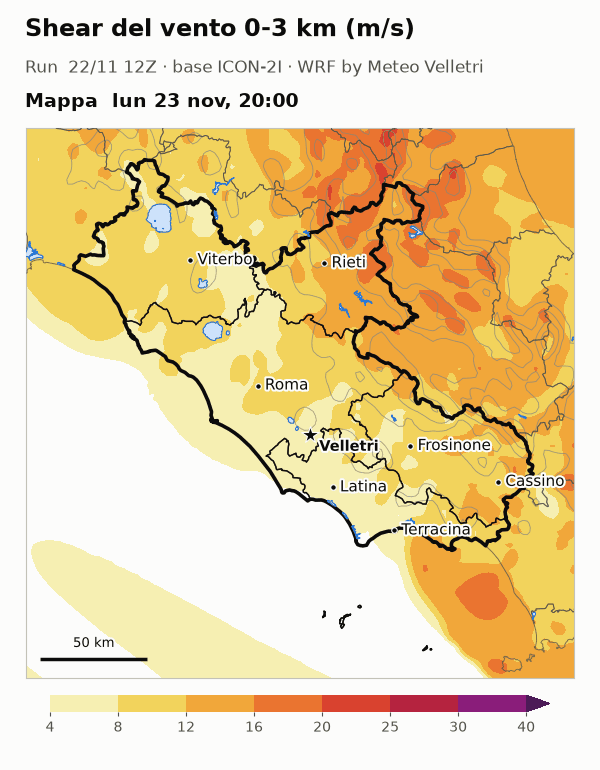 Shear del vento 0-3 km (m/s)
Run  22/11 12Z · base ICON-2I · WRF by Meteo Velletri
Mappa  lun 23 nov, 20:00
Viterbo
Rieti
Roma
Velletri
Frosinone
Latina
Cassino
Terracina
50 km
4 8 12 16 20 25 30 40